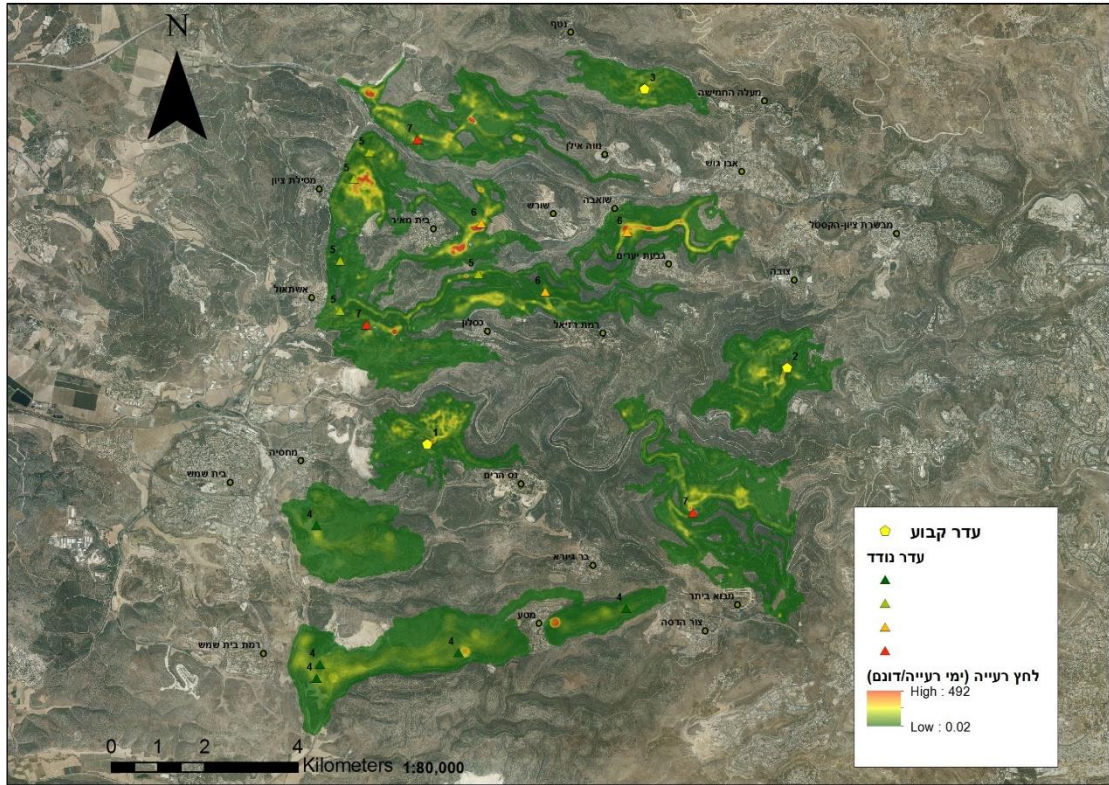 N
נטף
3
מעלה החמישה
7
נווה אילן
אבו גוש
5
5
מסילת ציון
שואבה
שורש
6
בית מאיר
6
מבשרת ציון-הקסטל
5
גבעת יערים
5
צובה
6
אשתאול
5
7
כסלון
רמת רזיאל
2
1
מחסיה
בית שמש
נס הרים
7
4
בר גיורא
4
מבוא ביתר
מטע
צור הדסה
רמת בית שמש
4
4
4
עדר קבוע
עדר נודד
לחץ רעייה (ימי רעייה/דונם)
High : 492
Low : 0.02
0 1 2 4
Kilometers 1:80,000